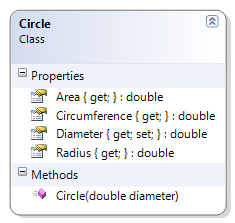 Circle
Class
Properties
Area { get; } : double
Circumference { get; } : double
Diameter { get; set; } : double
Radius { get; } : double
Methods
Circle(double diameter)